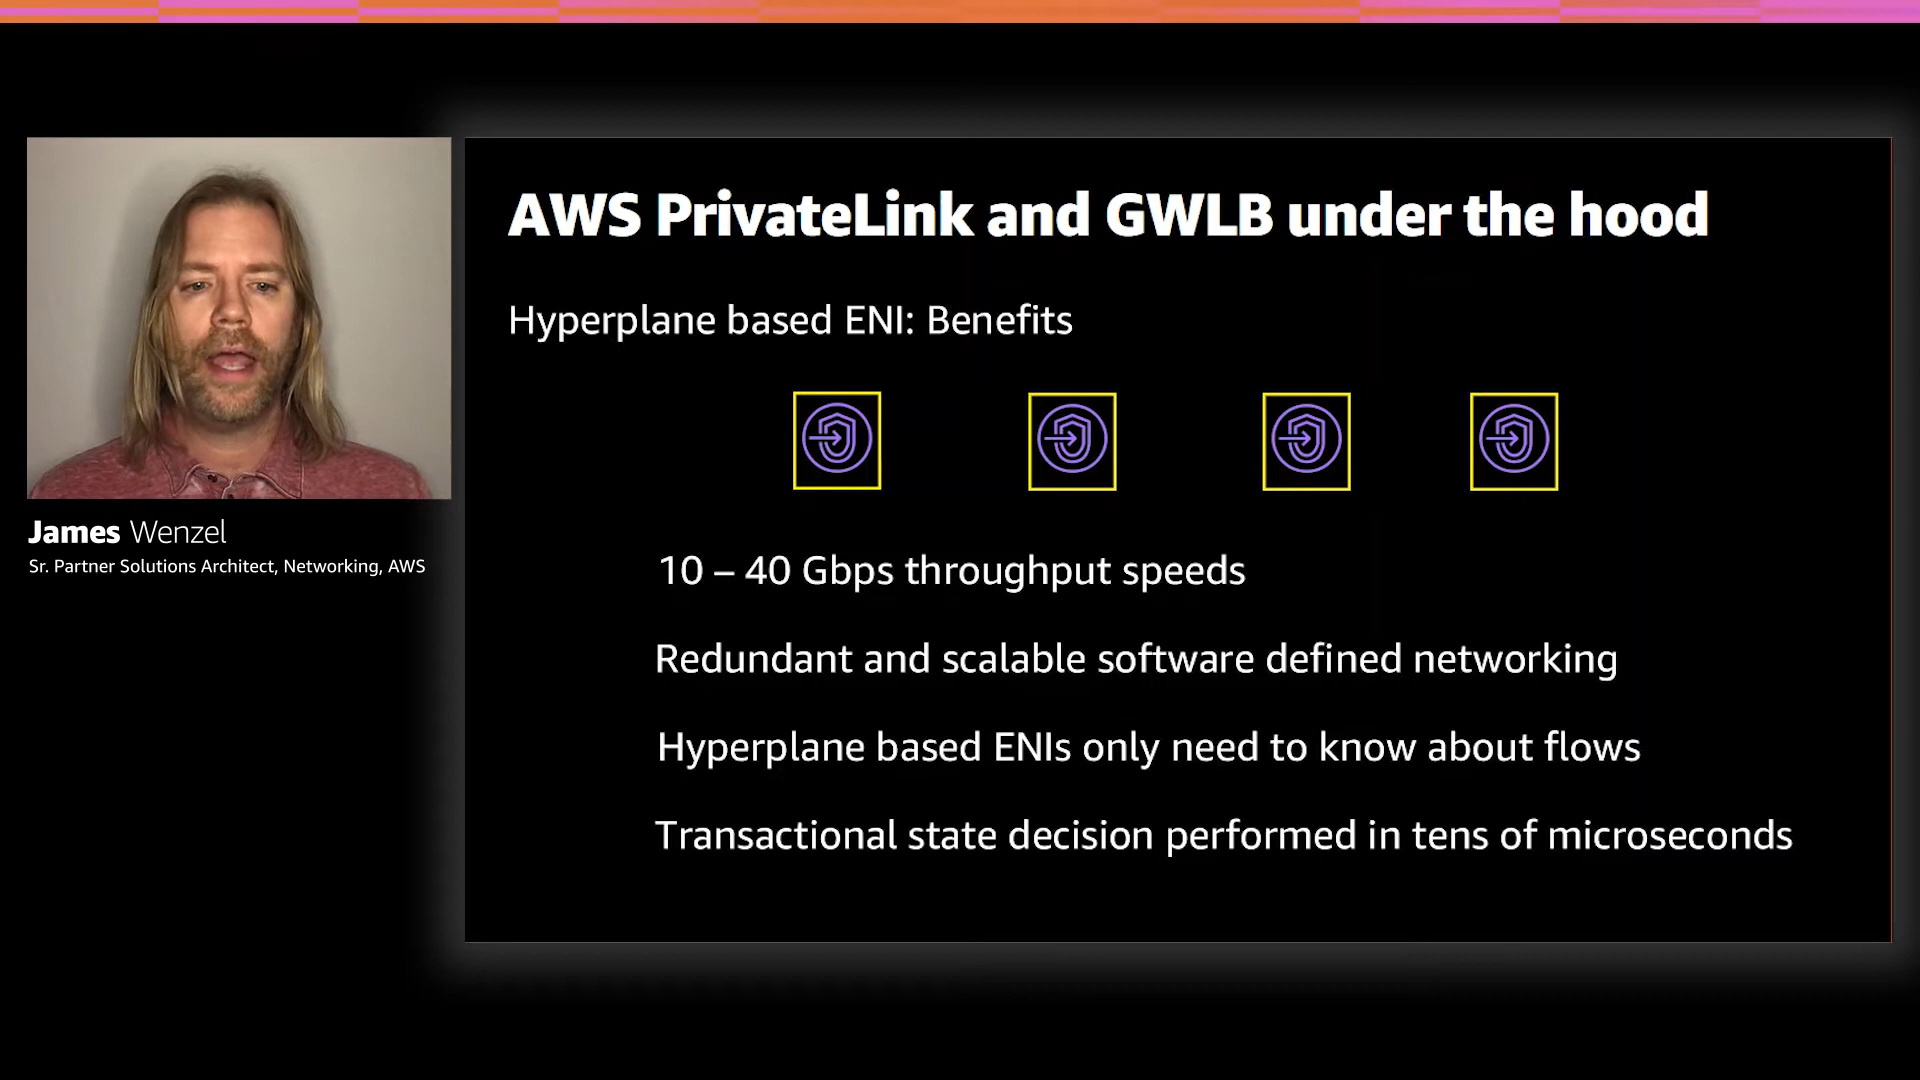 James Wenzel
Sr. Partner Solutions Architect, Networking, AWS
AWS PrivateLink and GWLB under the hood
Hyperplane based ENI: Benefits
10 – 40 Gbps throughput speeds
Redundant and scalable software defined networking
Hyperplane based ENIs only need to know about flows
Transactional state decision performed in tens of microseconds